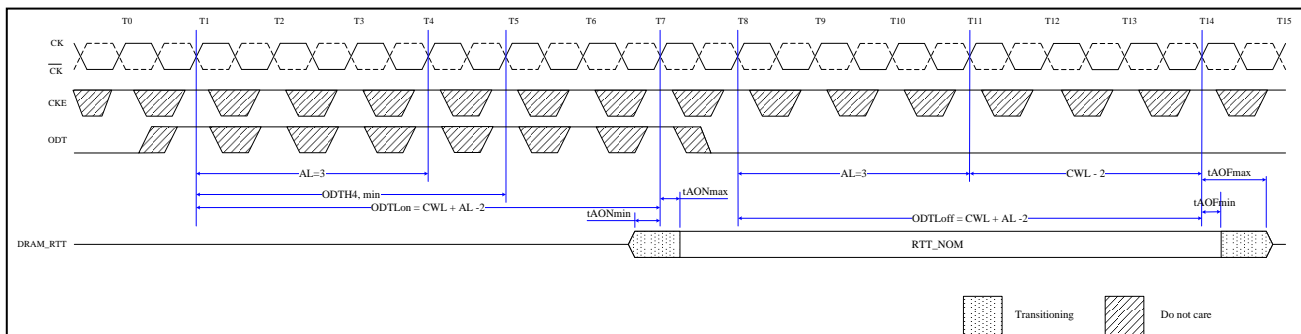 T0 T1 T2 T3 T4 T5 T6 T7 T8 T9 T10 T11 T12 T13 T14 T15
CK
CK
CKE
ODT
AL=3 AL=3 CWL - 2 tAOFmax
ODTH4, min tAONmax
ODTLon = CWL + AL -2 tAOFmin
tAONmin ODTLoff = CWL + AL -2
DRAM_RTT RTT_NOM
Transitioning Do not care